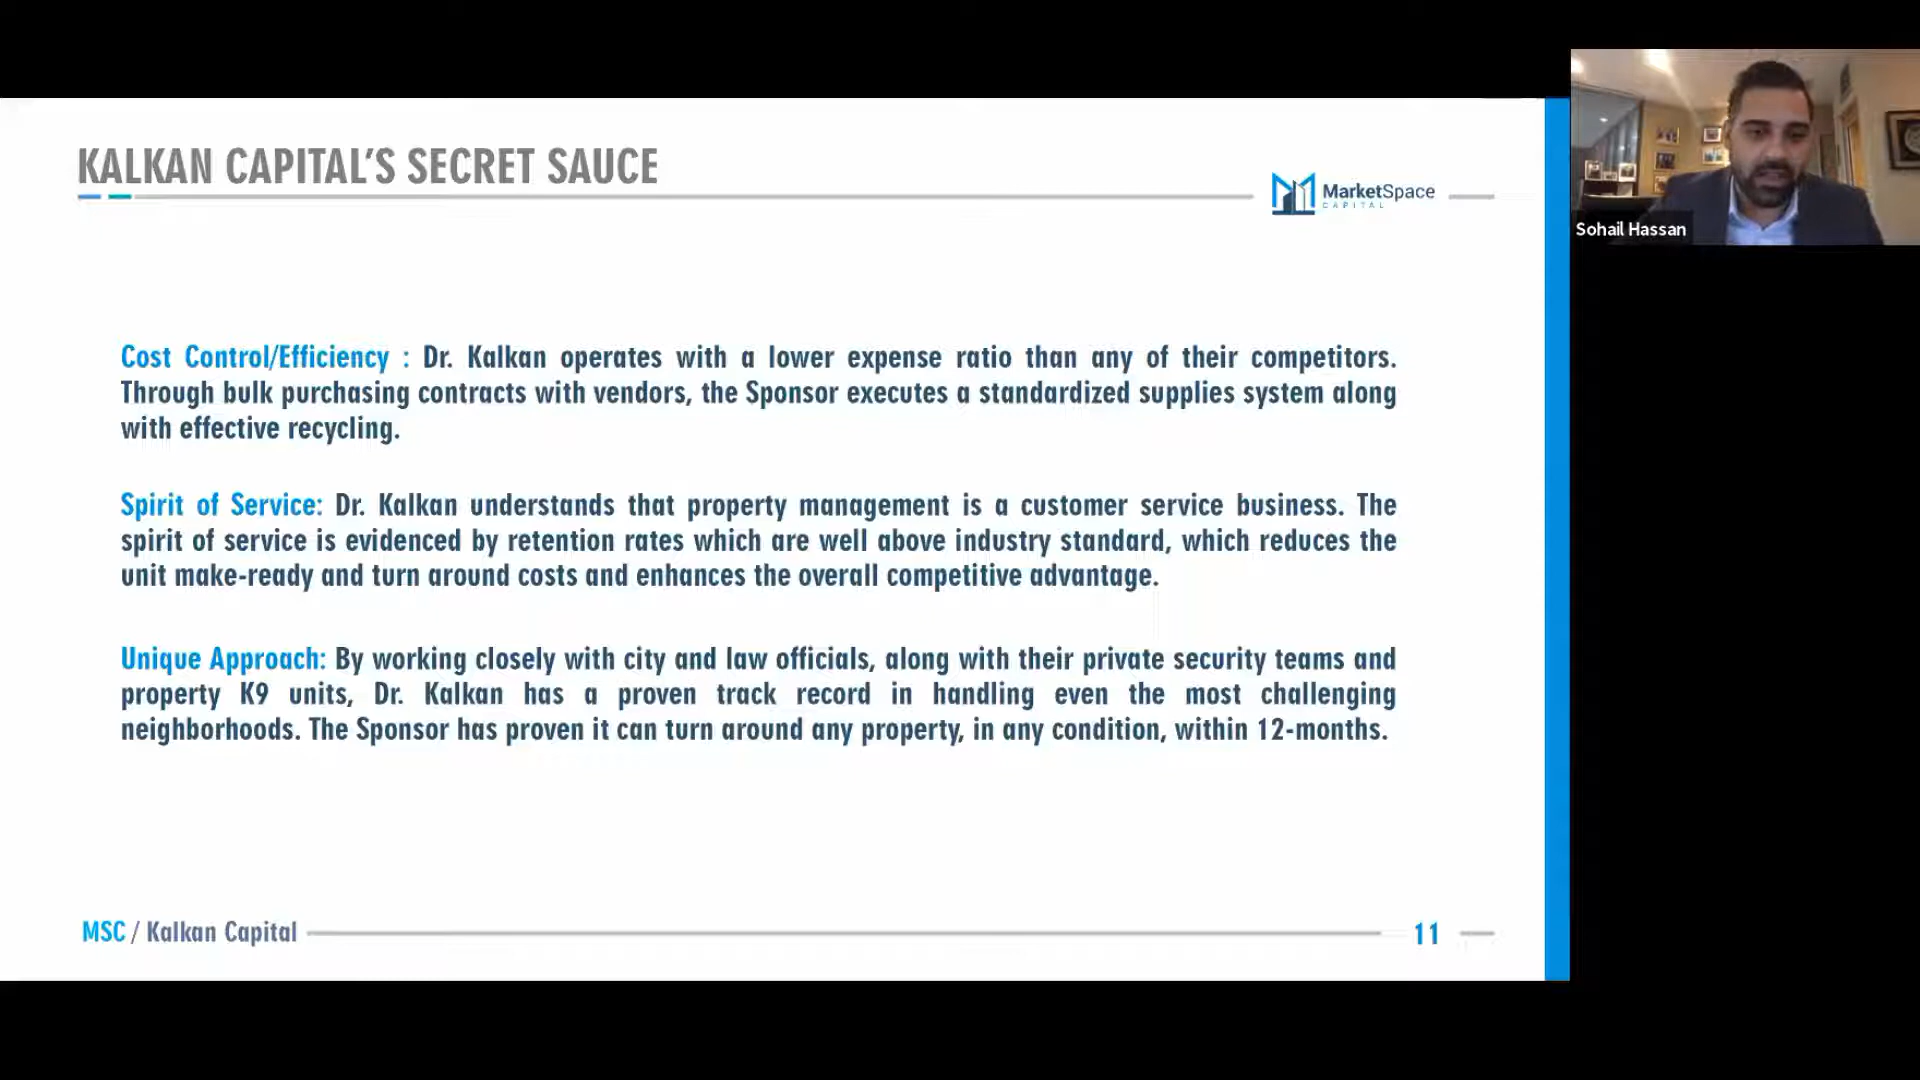 KALKAN CAPITAL'S SECRET SAUCE
MarketSpace
CAPITAL
Sohail Hassan
Cost Control/Efficiency : Dr. Kalkan operates with a lower expense ratio than any of their competitors.
Through bulk purchasing contracts with vendors, the Sponsor executes a standardized supplies system along
with effective recycling.
Spirit of Service: Dr. Kalkan understands that property management is a customer service business. The
spirit of service is evidenced by retention rates which are well above industry standard, which reduces the
unit make-ready and turn around costs and enhances the overall competitive advantage.
Unique Approach: By working closely with city and law officials, along with their private security teams and
property K9 units, Dr. Kalkan has a proven track record in handling even the most challenging
neighborhoods. The Sponsor has proven it can turn around any property, in any condition, within 12-months.
MSC / Kalkan Capital
11